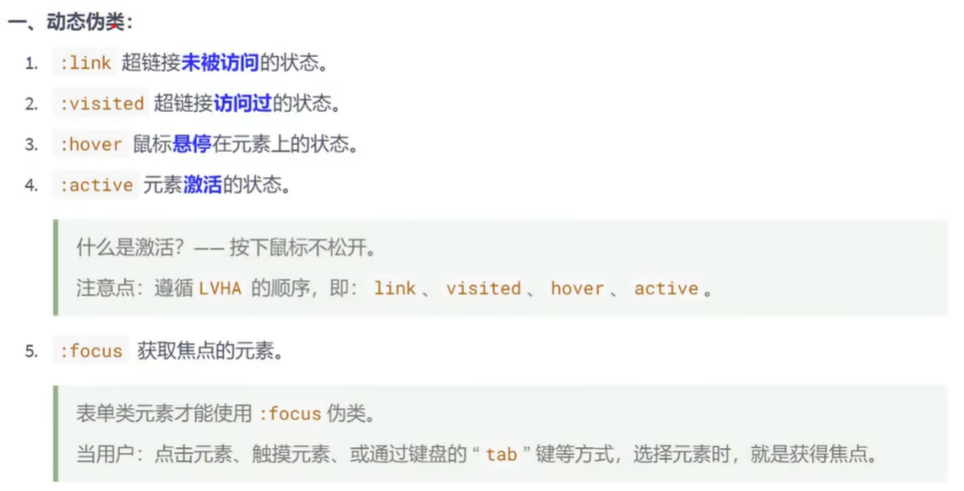 一、动态伪类：
1. :link 超链接未被访问的状态。
2. :visited 超链接访问过的状态。
3. :hover 鼠标悬停在元素上的状态。
4. :active 元素激活的状态。
什么是激活？—— 按下鼠标不松开。
注意点：遵循 LVHA 的顺序，即：link 、visited 、hover 、active 。
5. :focus 获取焦点的元素。
表单类元素才能使用 :focus 伪类。
当用户：点击元素、触摸元素、或通过键盘的 “ tab ” 键等方式，选择元素时，就是获得焦点。